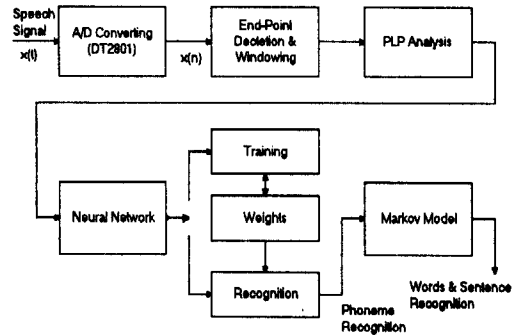 Speech
Signal
x(t)
A/D Converting
(DT2801)
x(n)
End-Point
Decletion &
Windowing
PLP Analysis
Neural Network
Training
Weights
Recognition
Phoneme
Recognition
Markov Model
Words & Sentence
Recognition